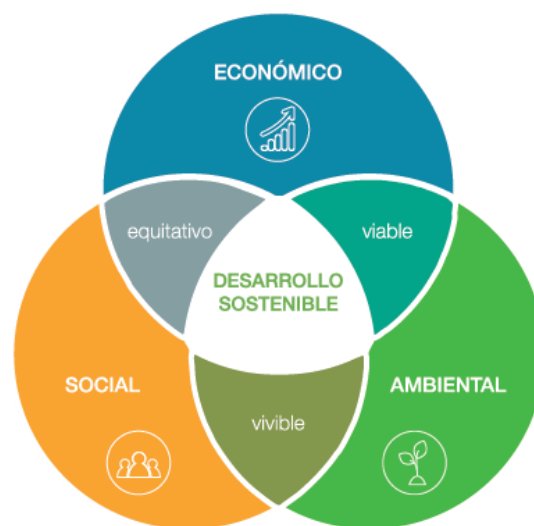 ECONÓMICO
equitativo
viable
DESARROLLO
SOSTENIBLE
SOCIAL
AMBIENTAL
vivible